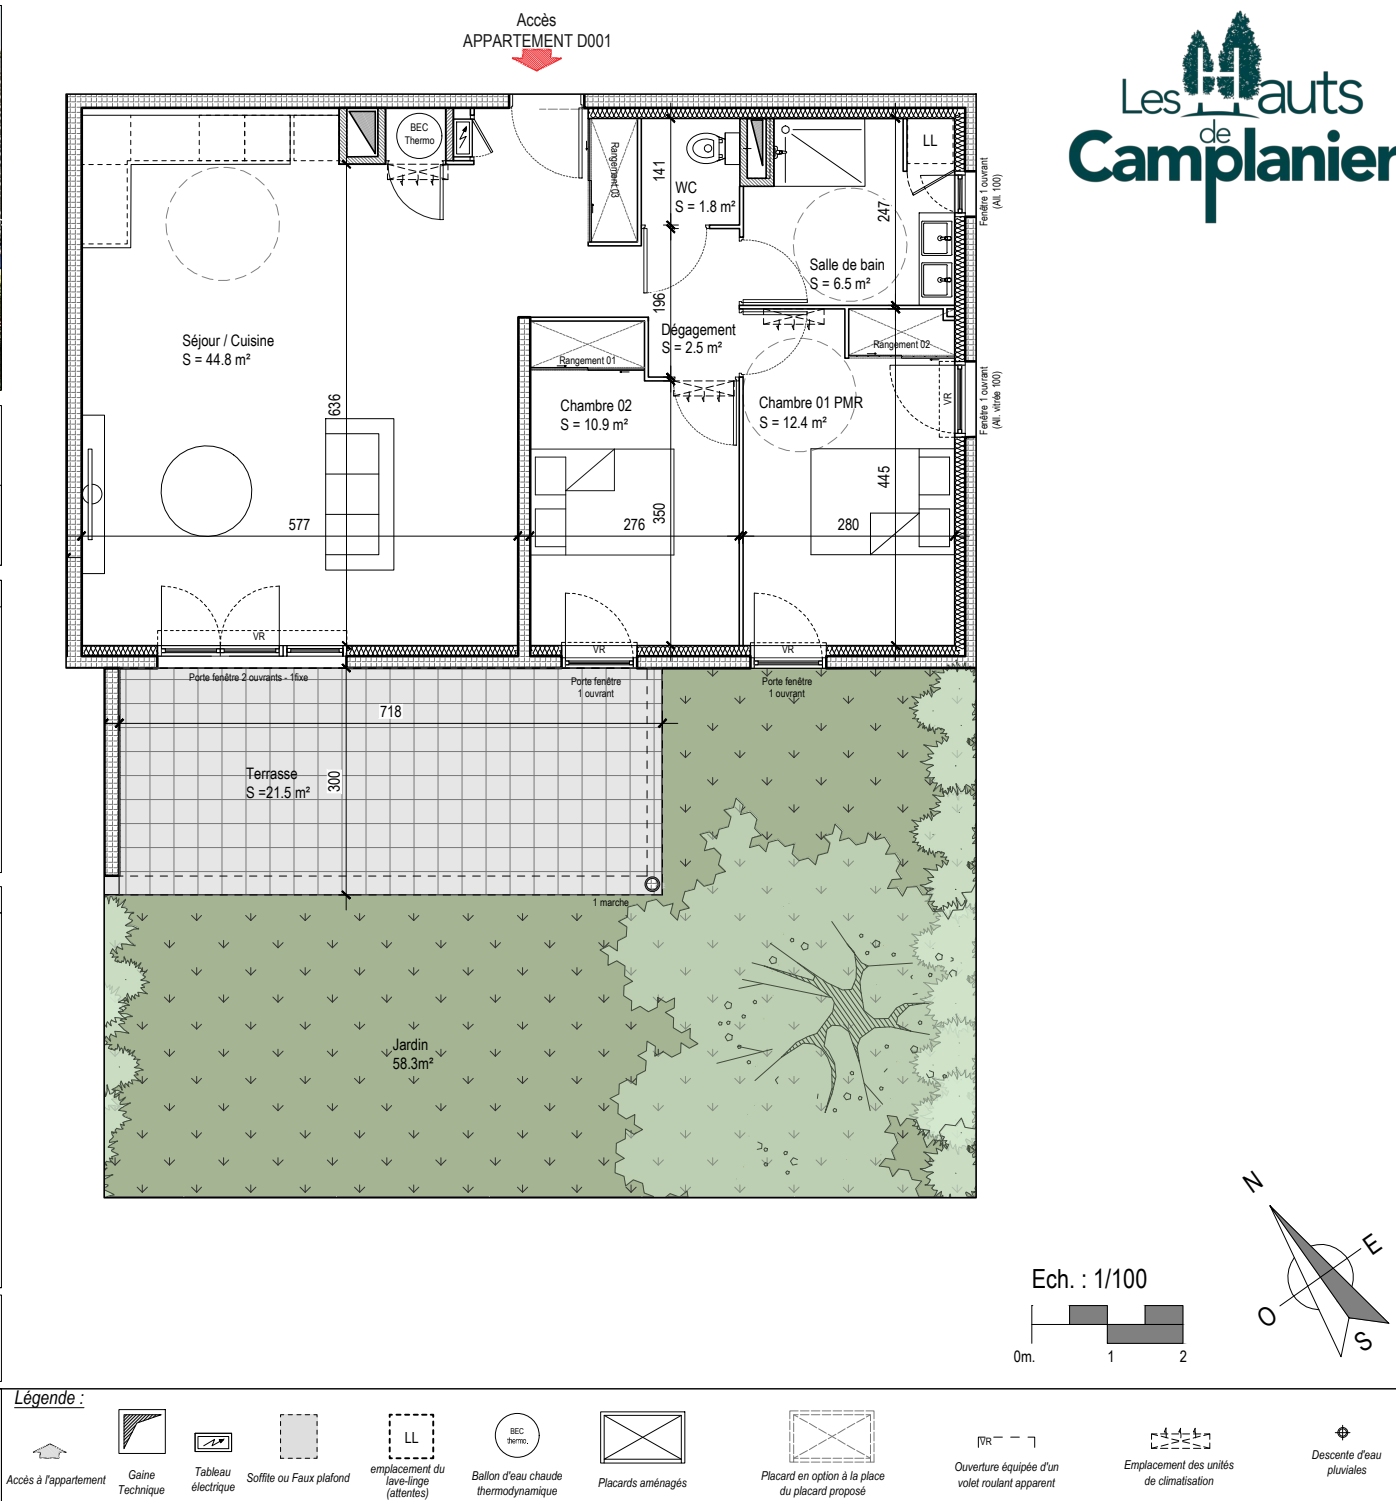 Accès
APPARTEMENT D001
Les Hauts
de
Camplanier
BEC
Thermo
Rangement 03
141
WC
S = 1.8 m²
LL
Fenêtre 1 ouvrant
(All. 100)
247
Salle de bain
S = 6.5 m²
196
Dégagement
S = 2.5 m²
Séjour / Cuisine
S = 44.8 m²
Rangement 01
Rangement 02
Fenêtre 1 ouvrant
(All. vitrée 100)
VR
636
Chambre 02
S = 10.9 m²
Chambre 01 PMR
S = 12.4 m²
445
350
577
276
280
VR
VR
VR
Porte fenêtre 2 ouvrants - 1fixe
Porte fenêtre
1 ouvrant
Porte fenêtre
1 ouvrant
718
Terrasse
S =21.5 m²
300
1 marche
Jardin
58.3m²
N
E
O
S
Ech. : 1/100
0m.
1
2
Légende :
Accès à l'appartement
Gaine
Technique
Tableau
électrique
Soffite ou Faux plafond
LL
emplacement du
lave-linge
(attentes)
BEC
thermo.
Ballon d'eau chaude
thermodynamique
Placards aménagés
Placard en option à la place
du placard proposé
VR
Ouverture équipée d'un
volet roulant apparent
Emplacement des unités
de climatisation
Descente d'eau
pluviales